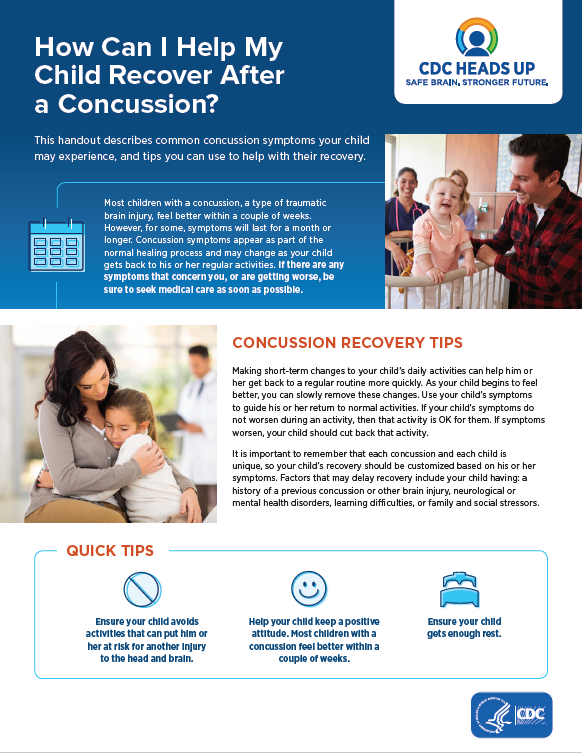 How Can I Help My
Child Recover After
a Concussion?
CDC HEADS UP
SAFE BRAIN. STRONGER FUTURE.
This handout describes common concussion symptoms your child
may experience, and tips you can use to help with their recovery.
Most children with a concussion, a type of traumatic
brain injury, feel better within a couple of weeks.
However, for some, symptoms will last for a month or
longer. Concussion symptoms appear as part of the
normal healing process and may change as your child
gets back to his or her regular activities. If there are any
symptoms that concern you, or are getting worse, be
sure to seek medical care as soon as possible.
CONCUSSION RECOVERY TIPS
Making short-term changes to your child's daily activities can help him or
her get back to a regular routine more quickly. As your child begins to feel
better, you can slowly remove these changes. Use your child's symptoms
to guide his or her return to normal activities. If your child's symptoms do
not worsen during an activity, then that activity is OK for them. If symptoms
worsen, your child should cut back that activity.
It is important to remember that each concussion and each child is
unique, so your child's recovery should be customized based on his or her
symptoms. Factors that may delay recovery include your child having: a
history of a previous concussion or other brain injury, neurological or
mental health disorders, learning difficulties, or family and social stressors.
QUICK TIPS
Ensure your child avoids
activities that can put him or
her at risk for another injury
to the head and brain.
Help your child keep a positive
attitude. Most children with a
concussion feel better within a
couple of weeks.
Ensure your child
gets enough rest.
CDC